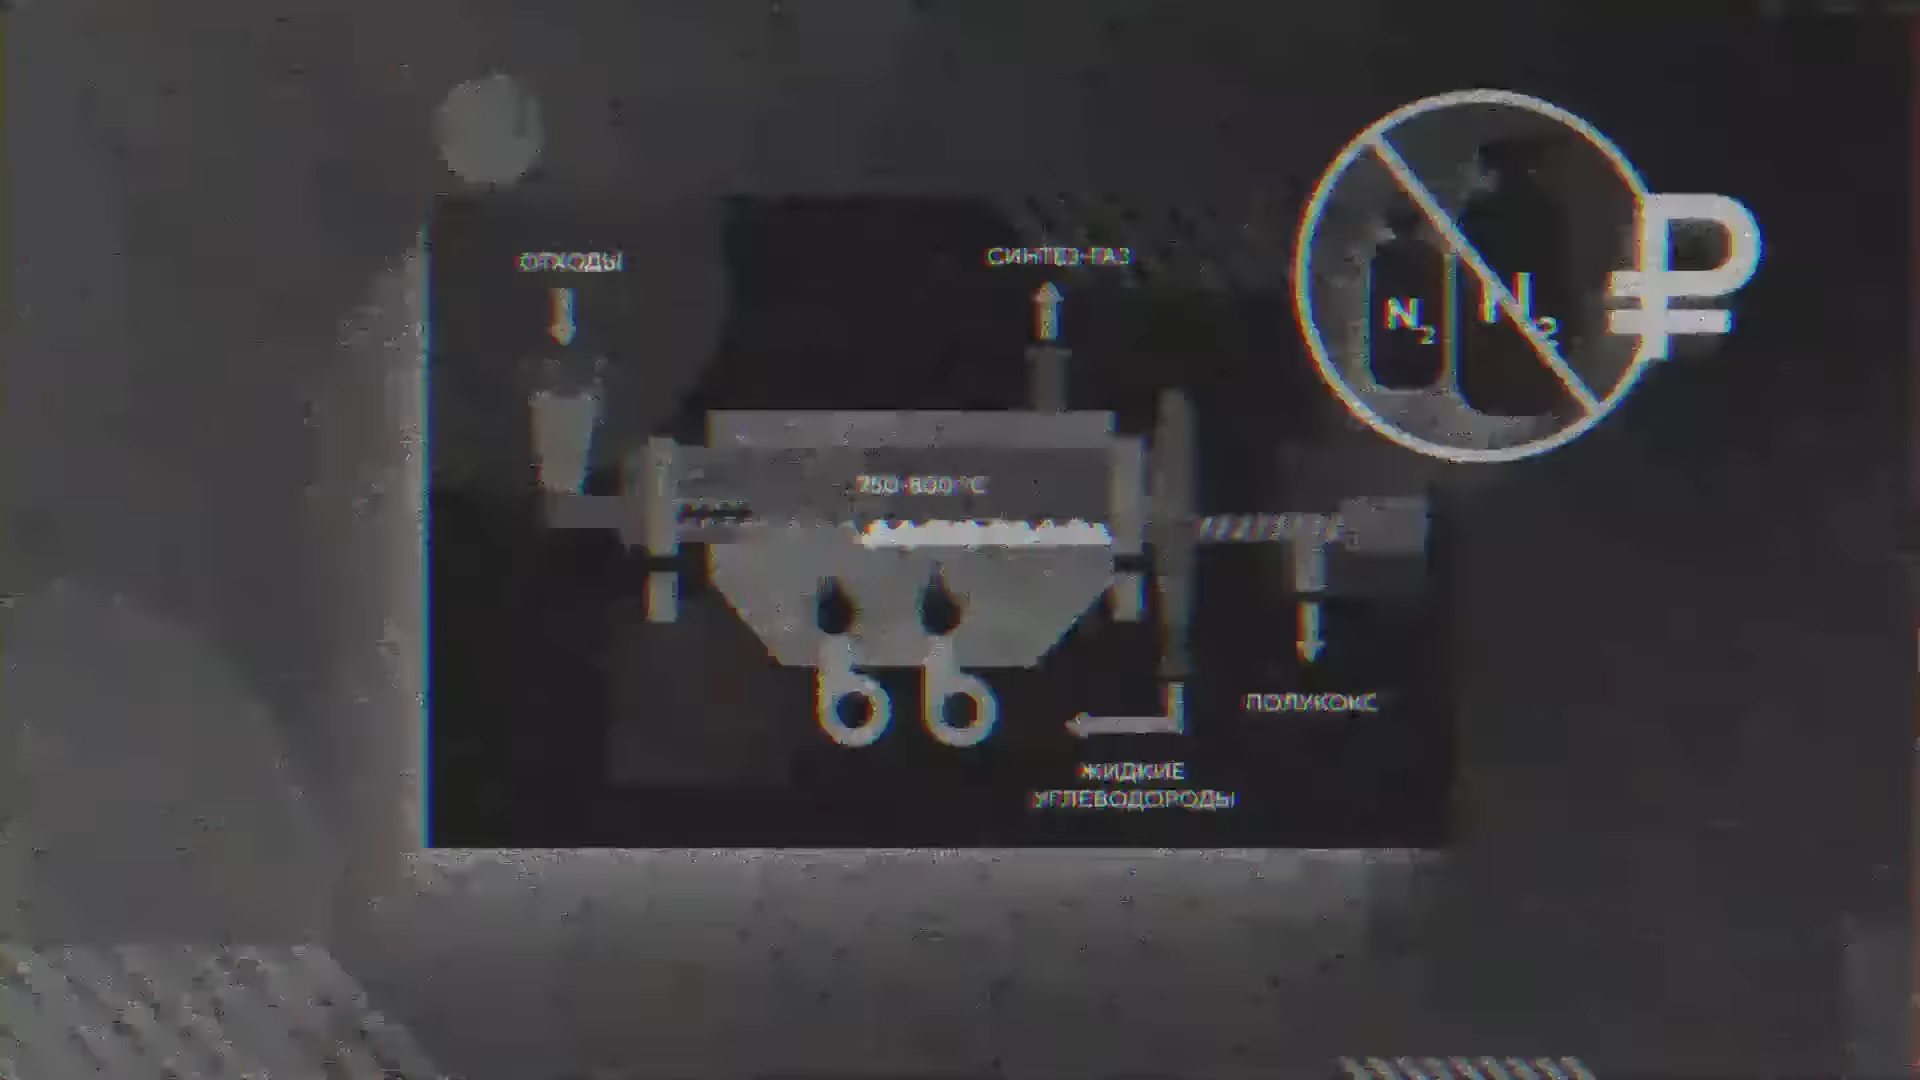 ОТХОДЫ
СИНТЕЗ-ГАЗ
N2
N2
₽
750-800 °C
ПОЛУКОКС
ЖИДКИЕ
УГЛЕВОДОРОДЫ